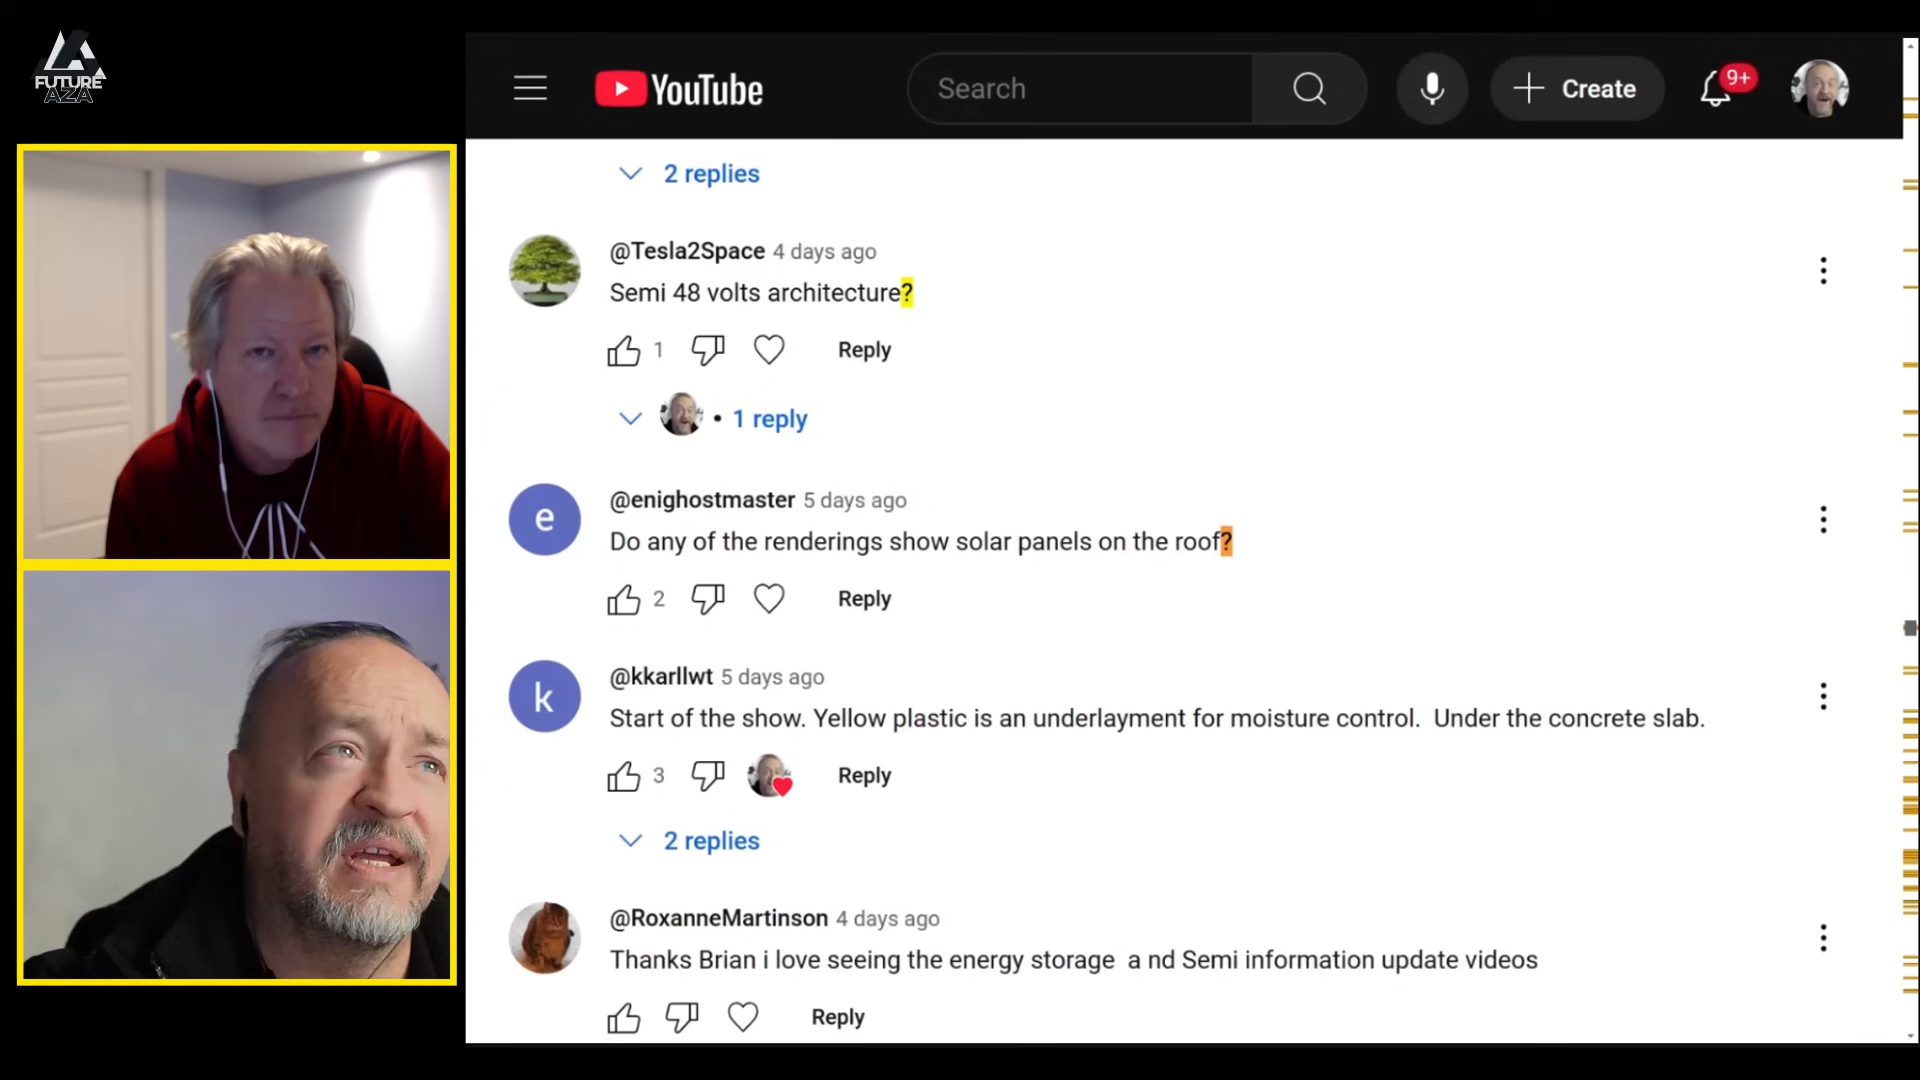 FUTURE
AZA
YouTube
Search
Create
9+
2 replies
@Tesla2Space 4 days ago
Semi 48 volts architecture?
1
Reply
• 1 reply
e
@enighostmaster 5 days ago
Do any of the renderings show solar panels on the roof?
2
Reply
k
@kkarllwt 5 days ago
Start of the show. Yellow plastic is an underlayment for moisture control.  Under the concrete slab.
3
Reply
2 replies
@RoxanneMartinson 4 days ago
Thanks Brian i love seeing the energy storage  a nd Semi information update videos
Reply